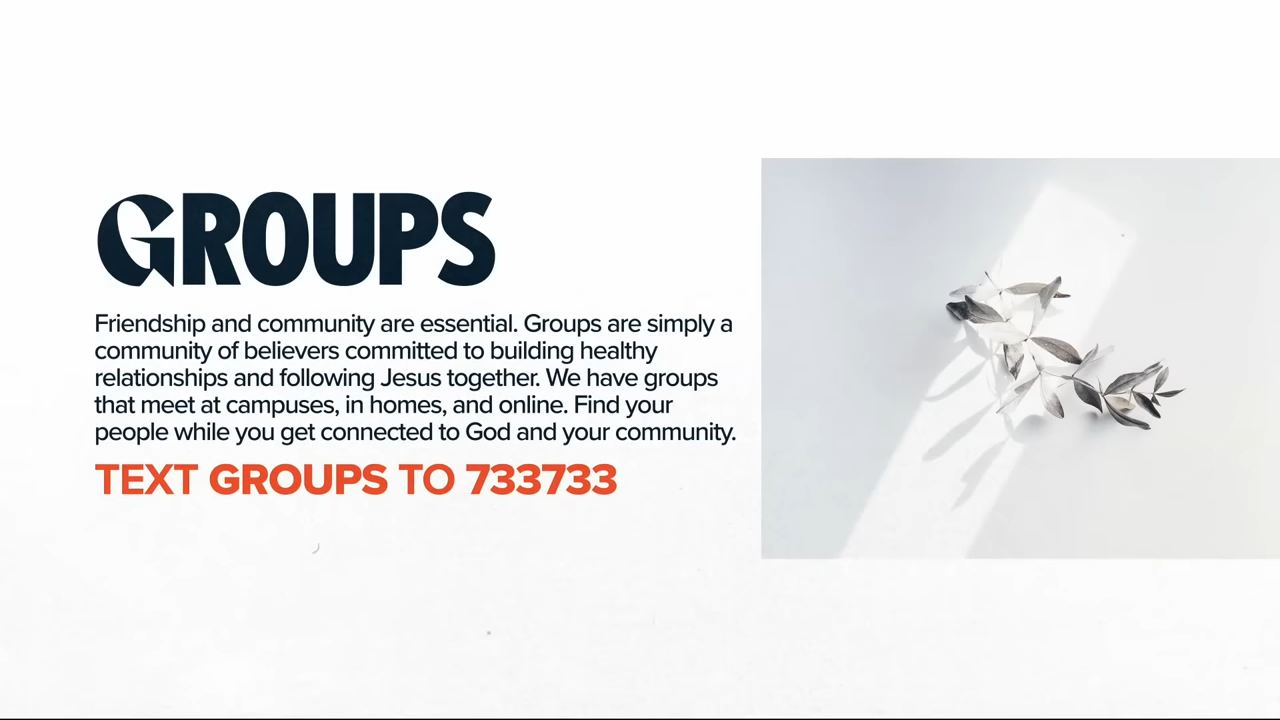 GROUPS
Friendship and community are essential. Groups are simply a
community of believers committed to building healthy
relationships and following Jesus together. We have groups
that meet at campuses, in homes, and online. Find your
people while you get connected to God and your community.
TEXT GROUPS TO 733733